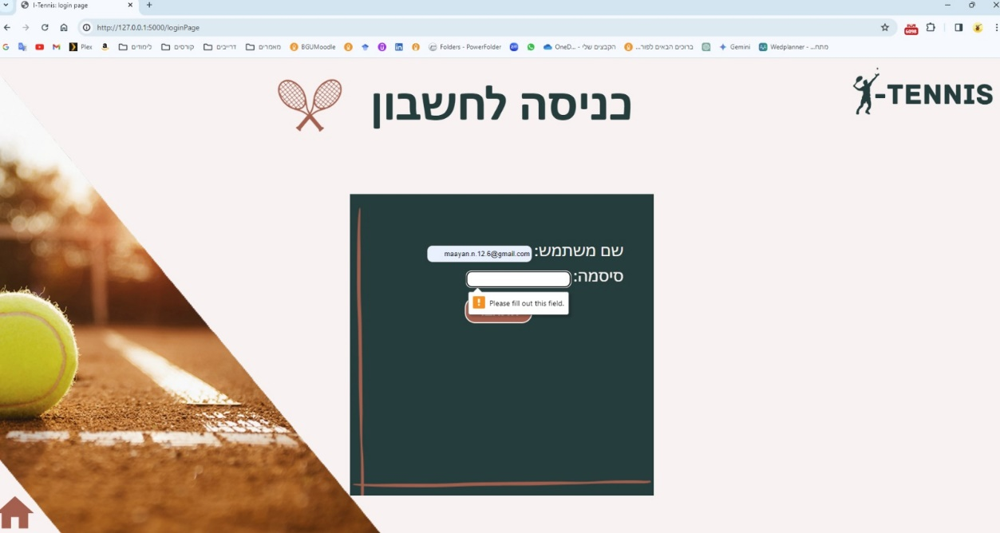 I-Tennis: login page
http://127.0.0.1:5000/loginPage
Plex
לימודים
קורסים
דרייבים
מאמרים
BGUMoodle
Folders - PowerFolder
OneD... - הקבצים שלי
ברוכים הבאים לפור...
Gemini
Wedplanner - ...מתח
כניסה לחשבון
I-TENNIS
שם משתמש:
maayan.n.12.6@gmail.com
סיסמה:
Please fill out this field.